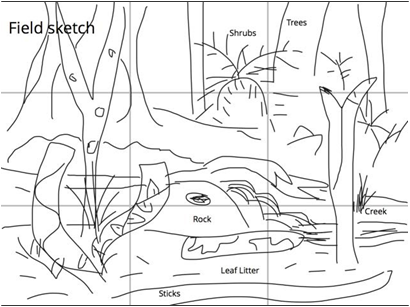 Field sketch
Trees
Shrubs
Rock
Creek
Leaf Litter
Sticks